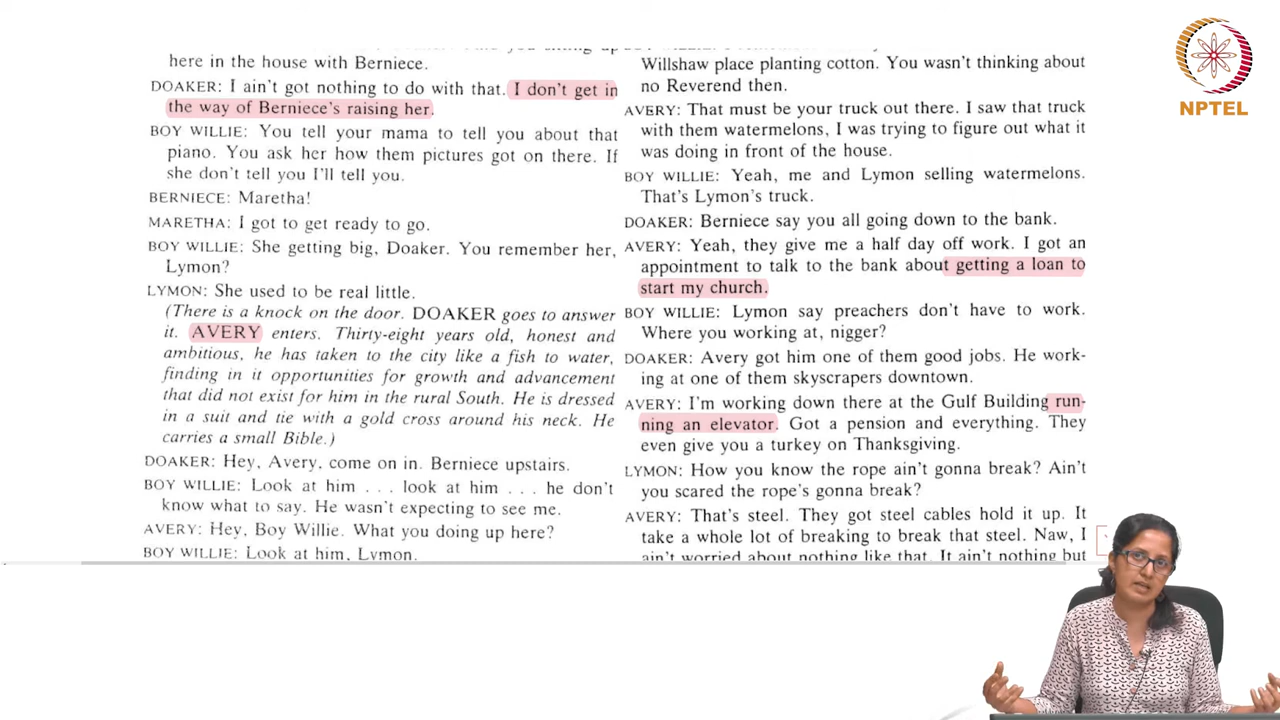 here in the house with Berniece.
DOAKER: I ain't got nothing to do with that. I don't get in
the way of Berniece's raising her.
BOY WILLIE: You tell your mama to tell you about that
piano. You ask her how them pictures got on there. If
she don't tell you I'll tell you.
BERNIECE: Maretha!
MARETHA: I got to get ready to go.
BOY WILLIE: She getting big, Doaker. You remember her,
Lymon?
LYMON: She used to be real little.
(There is a knock on the door. DOAKER goes to answer
it. AVERY enters. Thirty-eight years old, honest and
ambitious, he has taken to the city like a fish to water,
finding in it opportunities for growth and advancement
that did not exist for him in the rural South. He is dressed
in a suit and tie with a gold cross around his neck. He
carries a small Bible.)
DOAKER: Hey, Avery, come on in. Berniece upstairs.
BOY WILLIE: Look at him . . . look at him . . . he don't
know what to say. He wasn't expecting to see me.
AVERY: Hey, Boy Willie. What you doing up here?
BOY WILLIE: Look at him, Lymon.
Willshaw place planting cotton. You wasn't thinking about
no Reverend then.
AVERY: That must be your truck out there. I saw that truck
with them watermelons, I was trying to figure out what it
was doing in front of the house.
BOY WILLIE: Yeah, me and Lymon selling watermelons.
That's Lymon's truck.
DOAKER: Berniece say you all going down to the bank.
AVERY: Yeah, they give me a half day off work. I got an
appointment to talk to the bank about getting a loan to
start my church.
BOY WILLIE: Lymon say preachers don't have to work.
Where you working at, nigger?
DOAKER: Avery got him one of them good jobs. He work-
ing at one of them skyscrapers downtown.
AVERY: I'm working down there at the Gulf Building run-
ning an elevator. Got a pension and everything. They
even give you a turkey on Thanksgiving.
LYMON: How you know the rope ain't gonna break? Ain't
you scared the rope's gonna break?
AVERY: That's steel. They got steel cables hold it up. It
take a whole lot of breaking to break that steel. Naw, I
ain't worried about nothing like that. It ain't nothing but
NPTEL